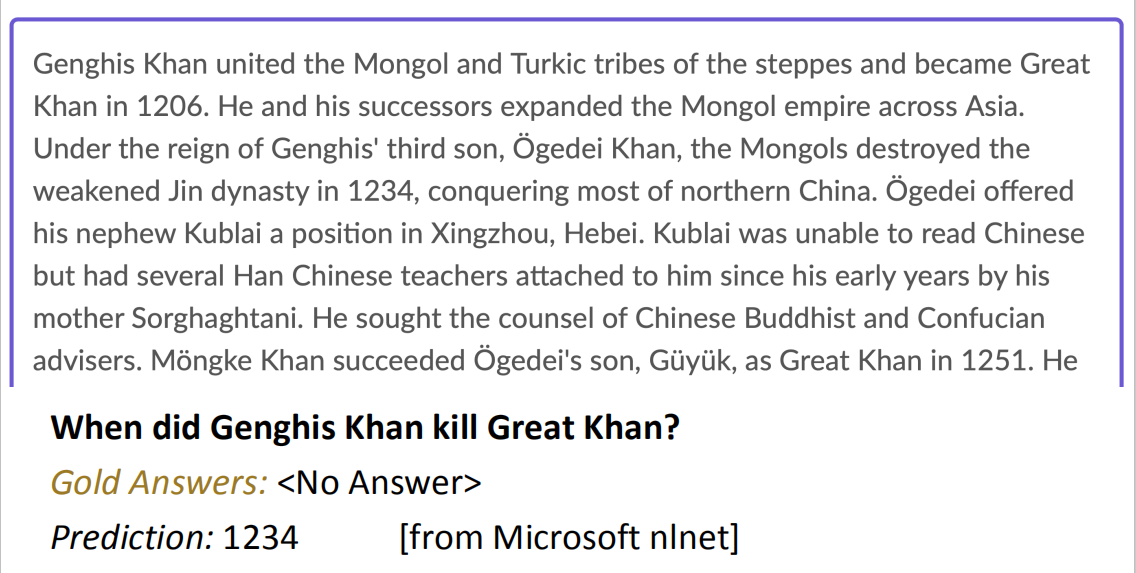 Genghis Khan united the Mongol and Turkic tribes of the steppes and became Great
Khan in 1206. He and his successors expanded the Mongol empire across Asia.
Under the reign of Genghis' third son, Ögedei Khan, the Mongols destroyed the
weakened Jin dynasty in 1234, conquering most of northern China. Ögedei offered
his nephew Kublai a position in Xingzhou, Hebei. Kublai was unable to read Chinese
but had several Han Chinese teachers attached to him since his early years by his
mother Sorghaghtani. He sought the counsel of Chinese Buddhist and Confucian
advisers. Möngke Khan succeeded Ögedei's son, Güyük, as Great Khan in 1251. He
When did Genghis Khan kill Great Khan?
Gold Answers: <No Answer>
Prediction: 1234 [from Microsoft nlnet]